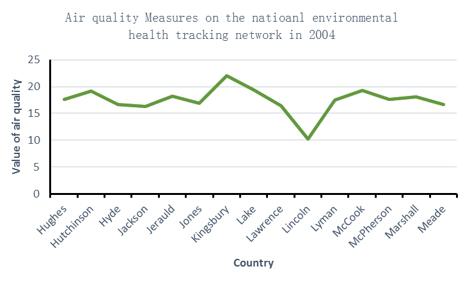 Air quality Measures on the natioanl environmental
health tracking network in 2004
Value of air quality
25
20
15
10
5
0
Hughes
Hutchinson
Hyde
Jackson
Jerauld
Jones
Kingsbury
Lake
Lawrence
Lincoln
Lyman
McCook
McPherson
Marshall
Meade
Country